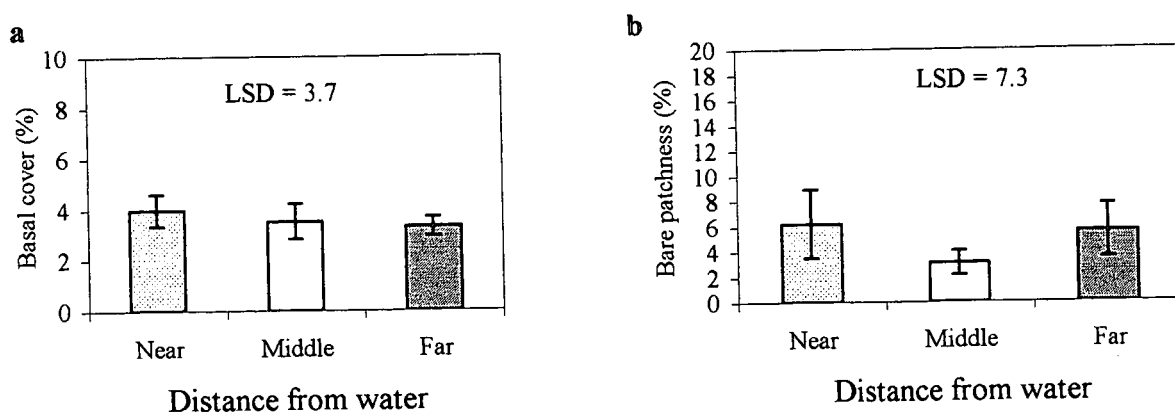 a
10
8
6
4
2
0
Basal cover (%)
LSD = 3.7
Near Middle Far
Distance from water
b
20
18
16
14
12
10
8
6
4
2
0
Bare patchness (%)
LSD = 7.3
Near Middle Far
Distance from water